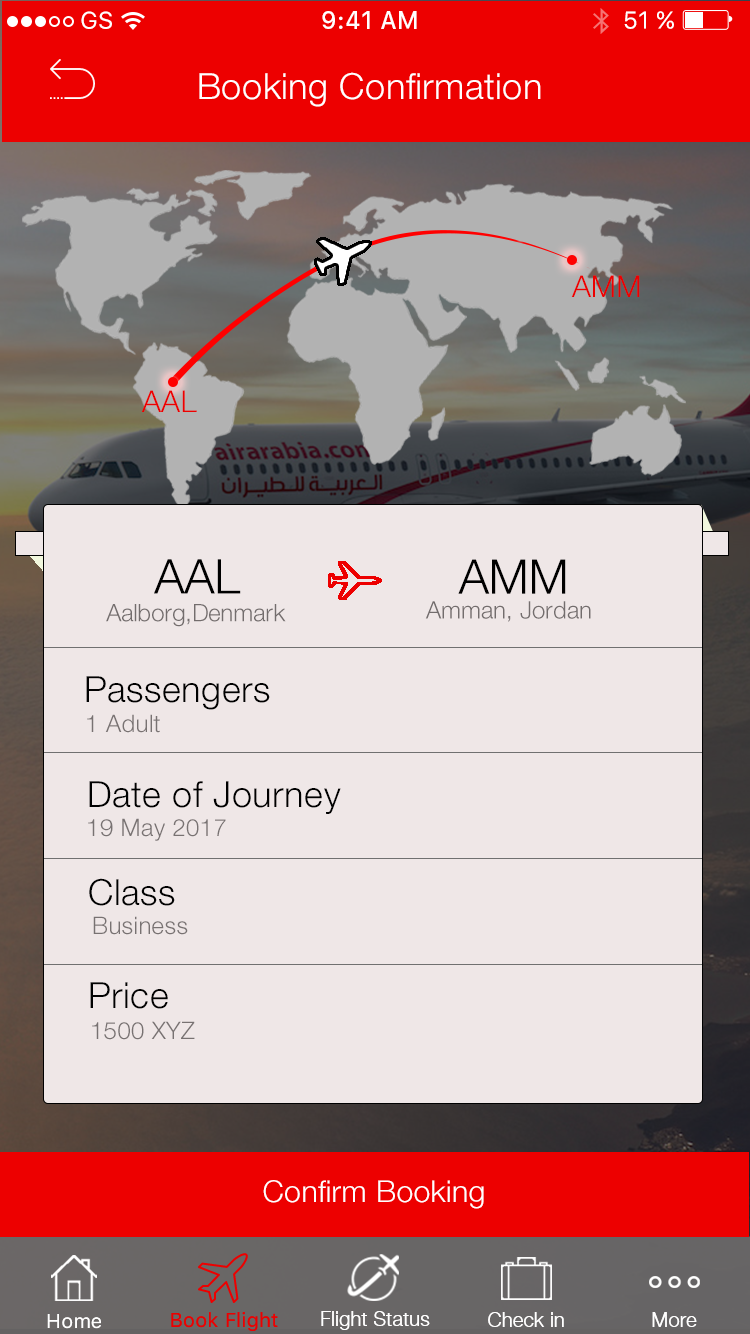 GS 9:41 AM 51 %
Booking Confirmation
AMM
AAL
airarabia.com
العربية للطيران
AAL AMM
Aalborg,Denmark Amman, Jordan
Passengers
1 Adult
Date of Journey
19 May 2017
Class
Business
Price
1500 XYZ
Confirm Booking
Home Book Flight Flight Status Check in More